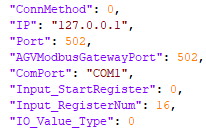 "ConnMethod": 0,
"IP": "127.0.0.1",
"Port": 502,
"AGVModbusGatewayPort": 502,
"ComPort": "COM1",
"Input_StartRegister": 0,
"Input_RegisterNum": 16,
"IO_Value_Type": 0